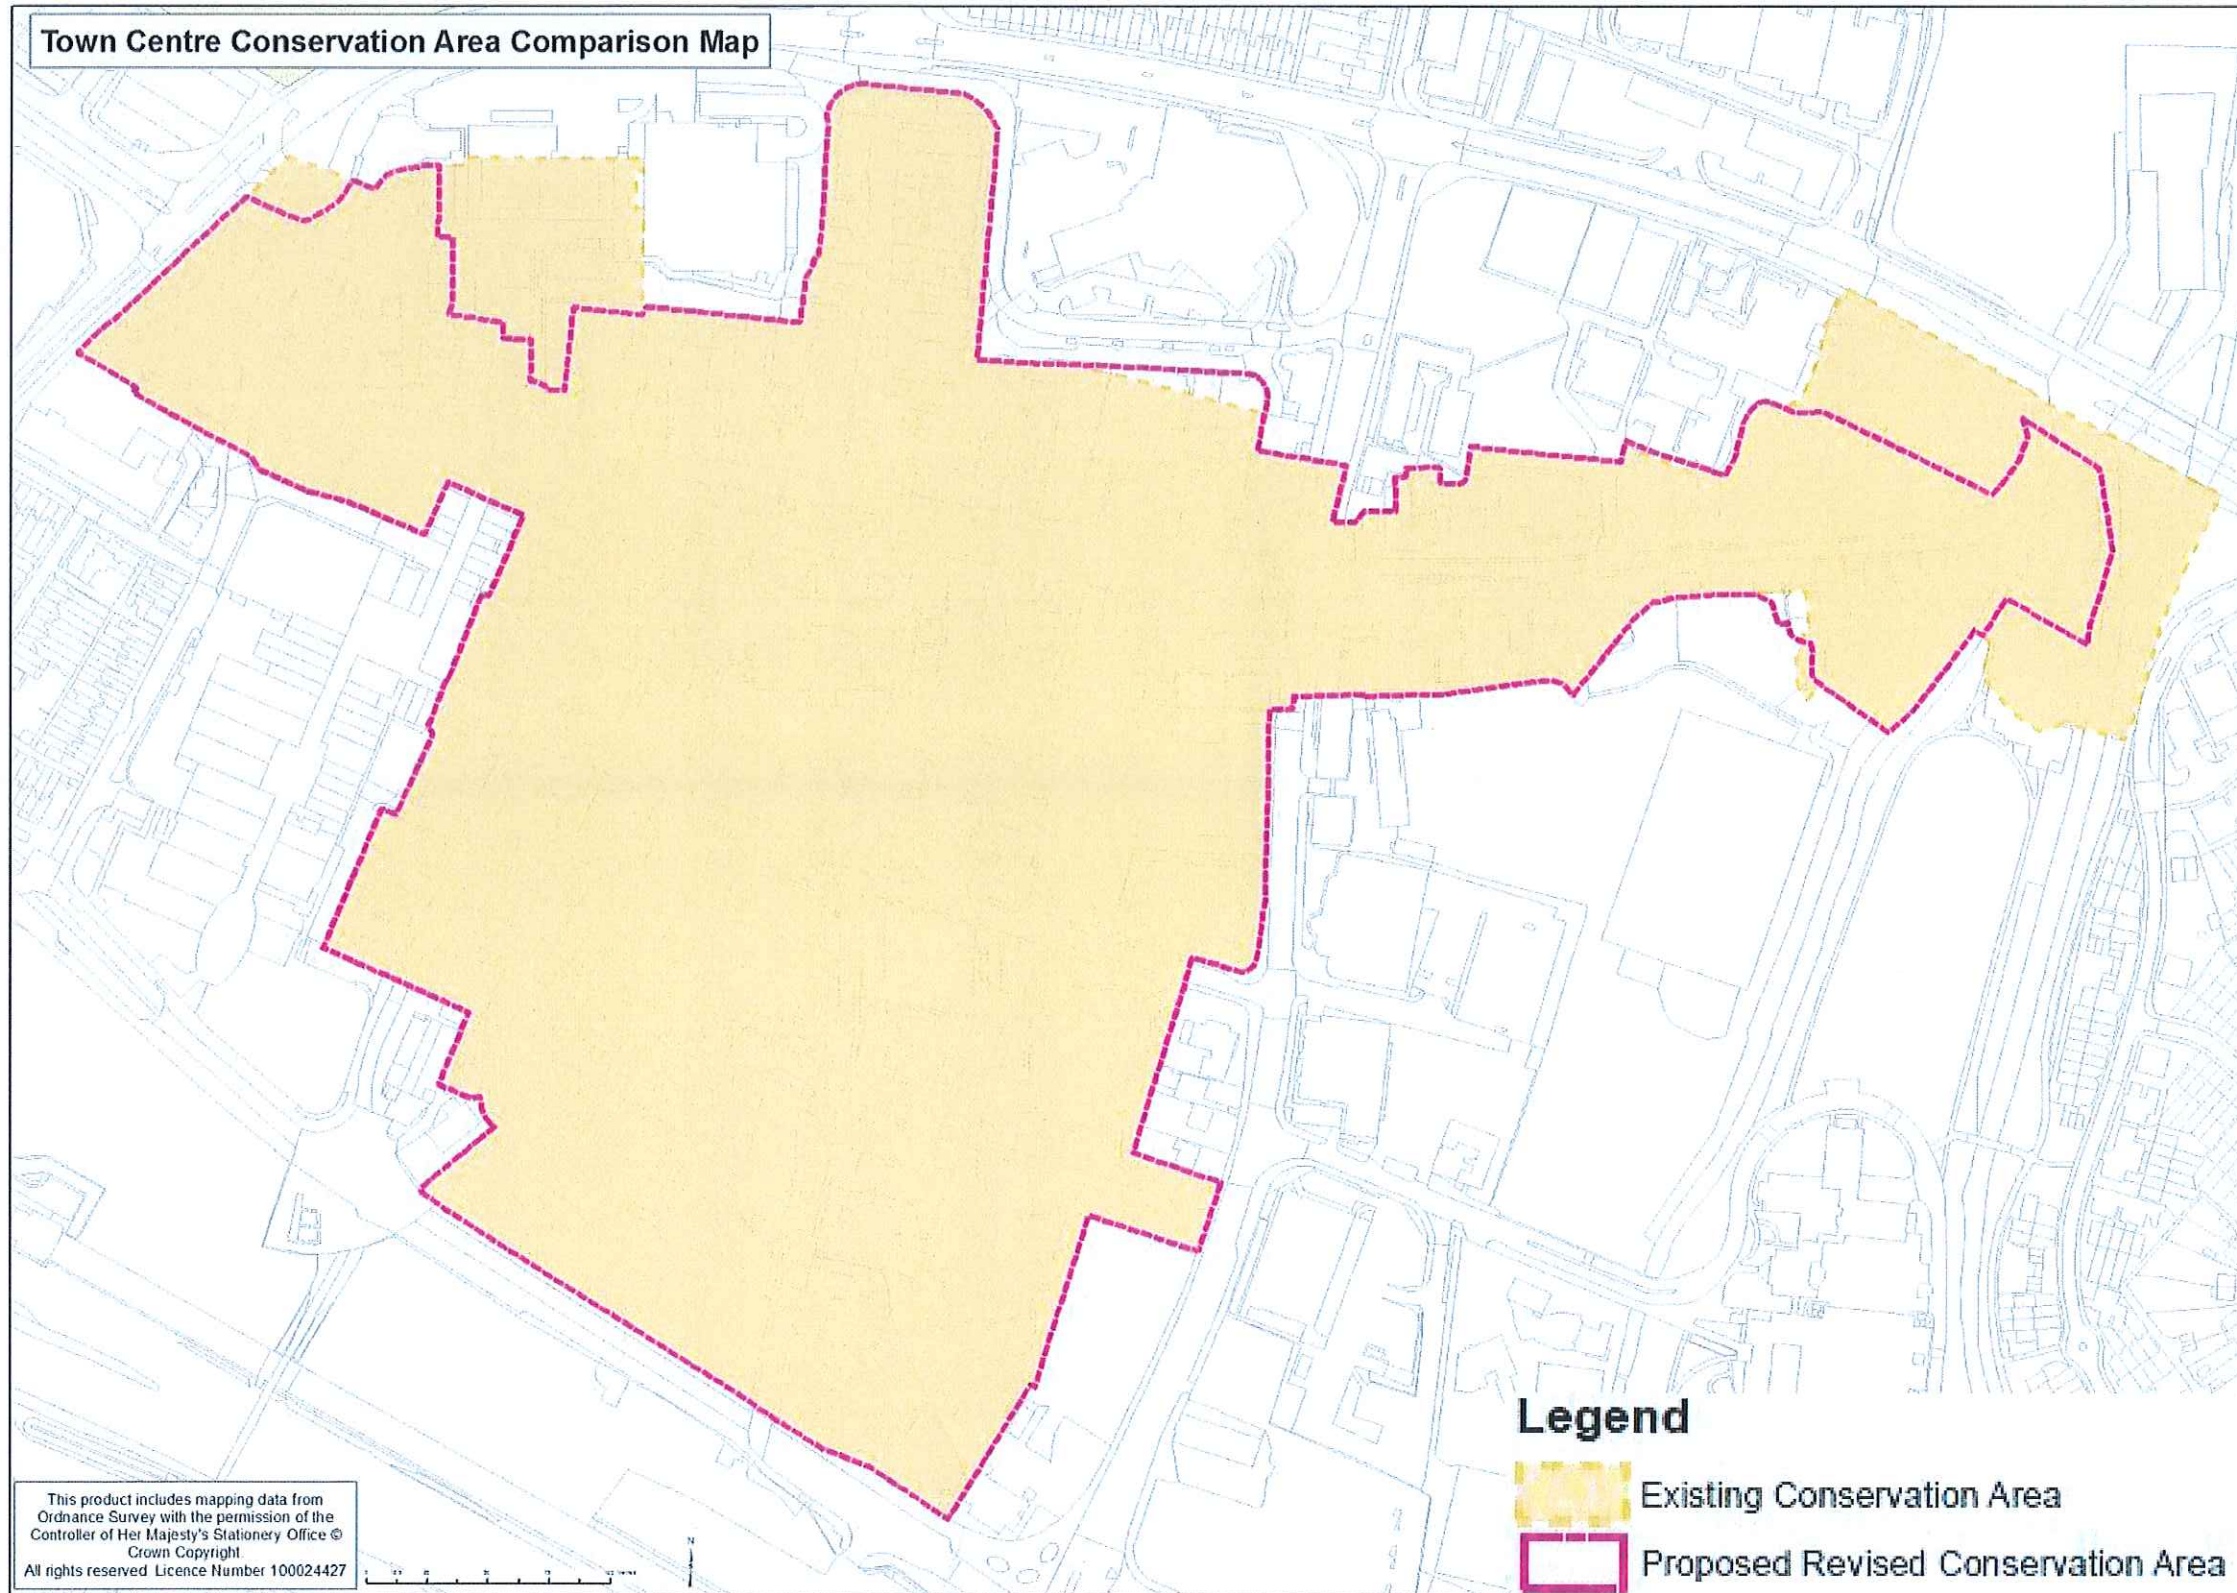 Town Centre Conservation Area Comparison Map
Legend
Existing Conservation Area
Proposed Revised Conservation Area
This product includes mapping data from
Ordnance Survey with the permission of the
Controller of Her Majesty's Stationery Office ©
Crown Copyright.
All rights reserved. Licence Number 100024427
N